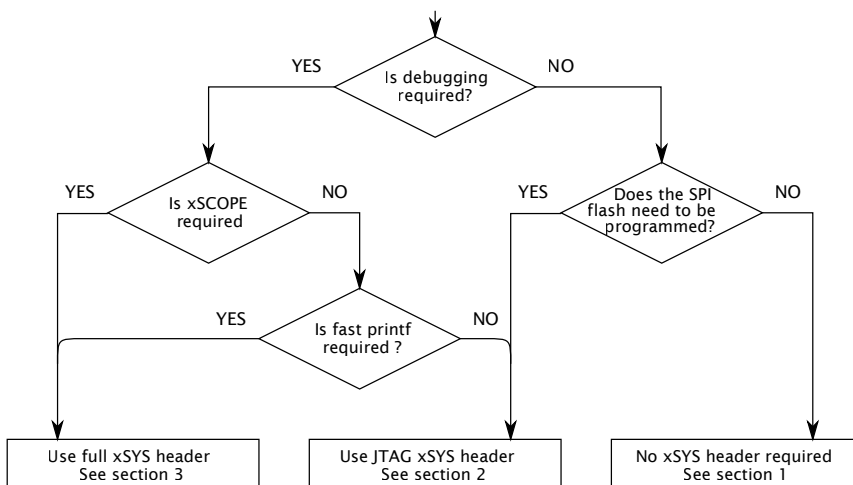 YES
Is debugging
required?
NO
YES
Is xSCOPE
required
NO
YES
Does the SPI
flash need to be
programmed?
NO
YES
Is fast printf
required ?
NO
Use full xSYS header
See section 3
Use JTAG xSYS header
See section 2
No xSYS header required
See section 1